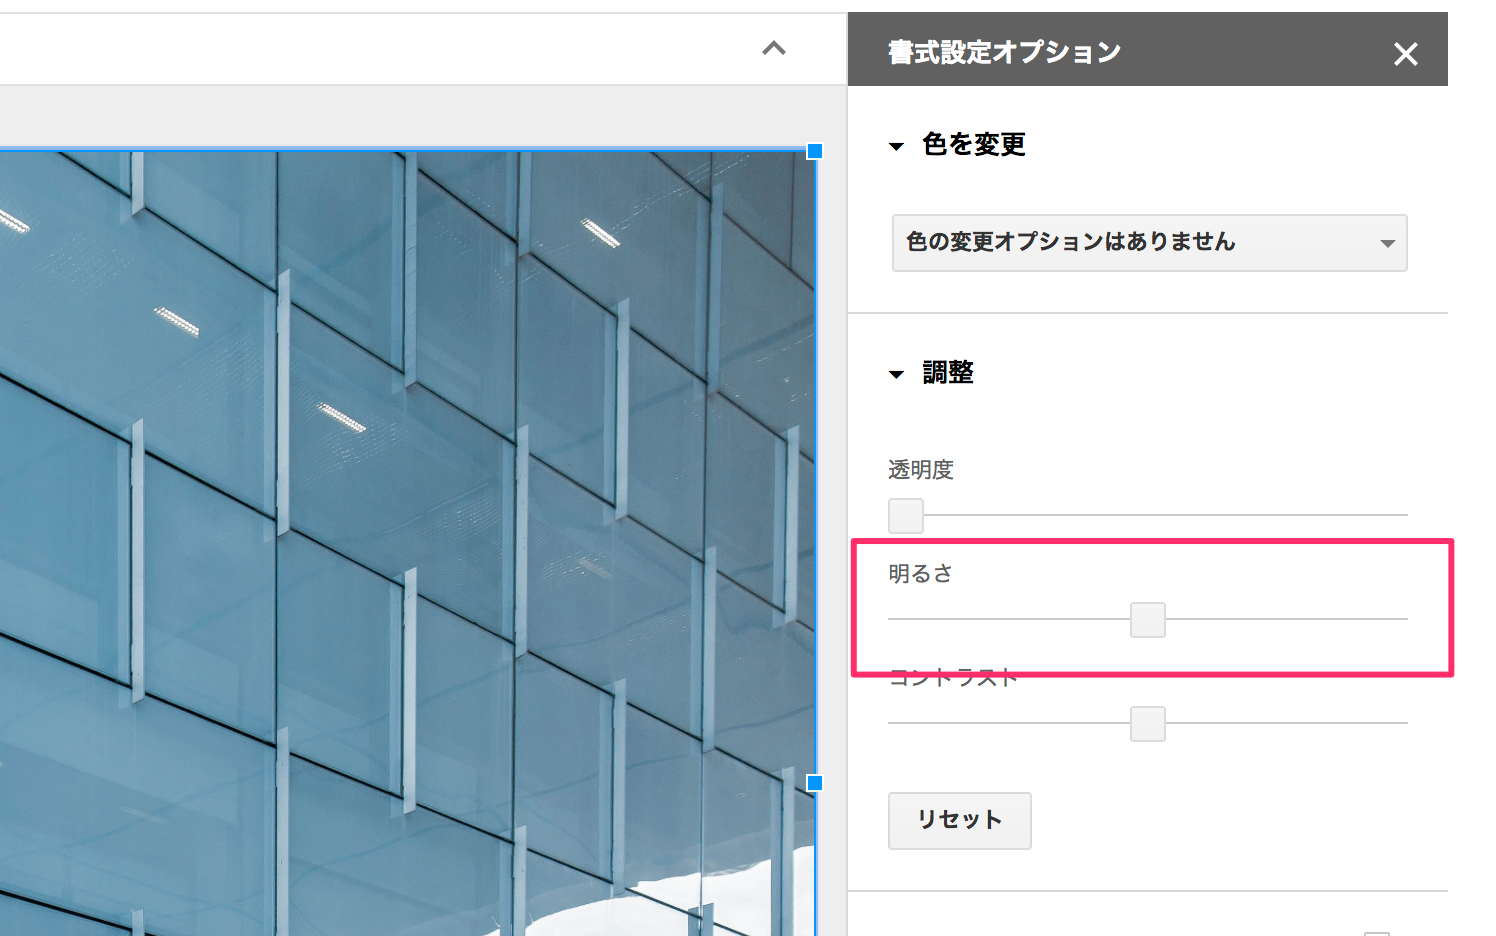 書式設定オプション
色を変更
色の変更オプションはありません
調整
透明度
明るさ
コントラスト
リセット